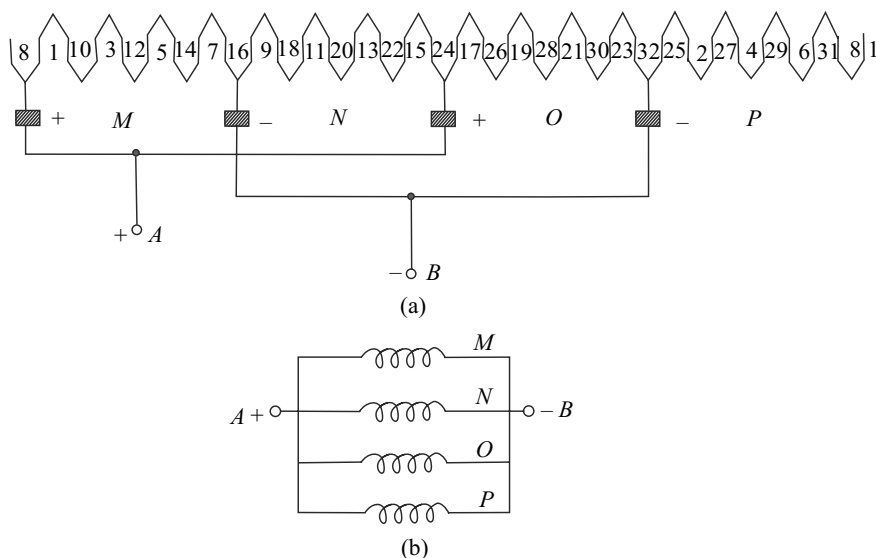 8 1 10 3 12 5 14 7 16 9 18 11 20 13 22 15 24 17 26 19 28 21 30 23 32 25 2 27 4 29 6 31 8 1
+ M – N + O – P
+ A
– B
(a)
M
N
A + – B
O
P
(b)